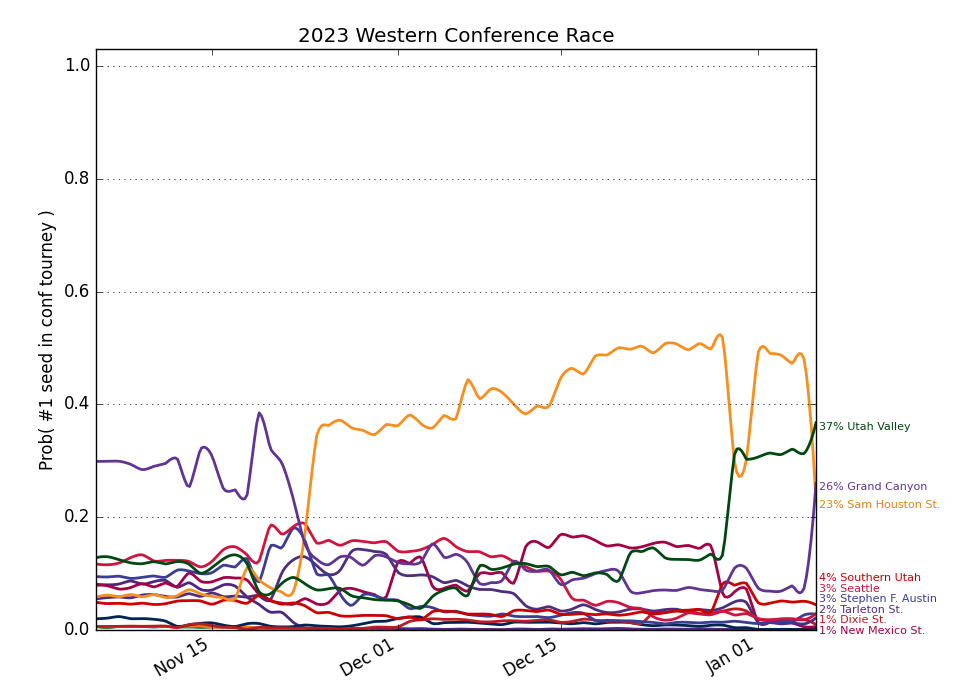 2023 Western Conference Race
Prob( #1 seed in conf tourney )
1.0
0.8
0.6
0.4
0.2
0.0
Nov 15
Dec 01
Dec 15
Jan 01
37% Utah Valley
26% Grand Canyon
23% Sam Houston St.
4% Southern Utah
3% Seattle
3% Stephen F. Austin
2% Tarleton St.
1% Dixie St.
1% New Mexico St.